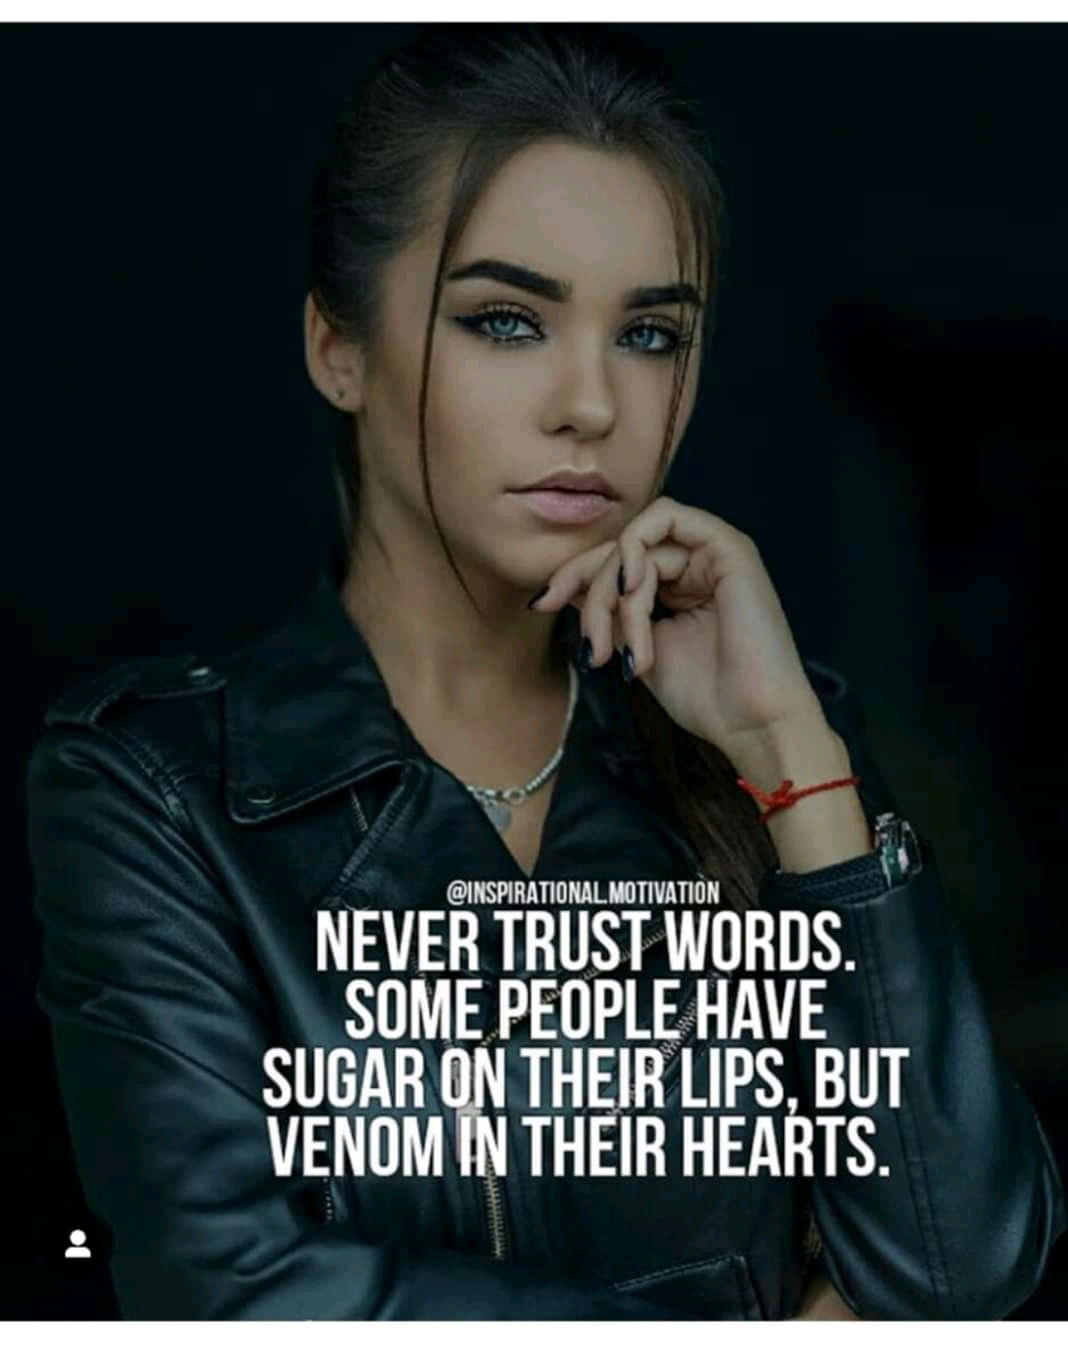 @INSPIRATIONAL.MOTIVATION
NEVER TRUST WORDS.
SOME PEOPLE HAVE
SUGAR ON THEIR LIPS, BUT
VENOM IN THEIR HEARTS.